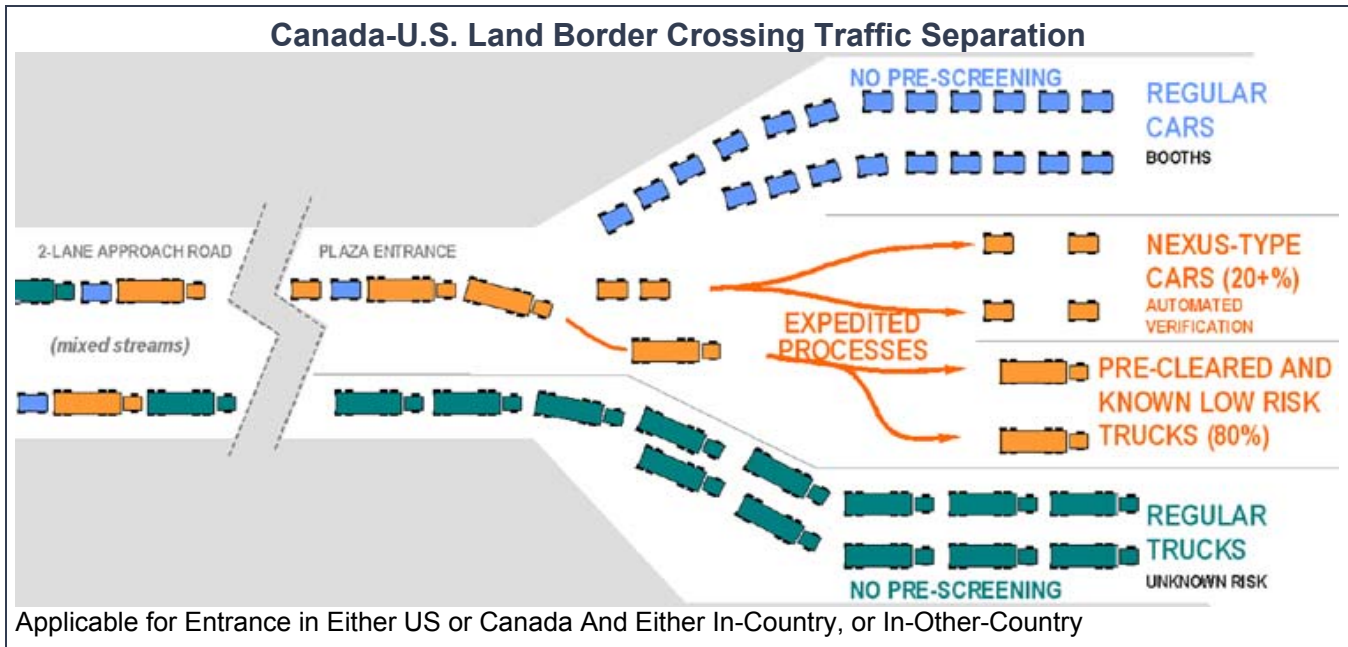 Canada-U.S. Land Border Crossing Traffic Separation
NO PRE-SCREENING
REGULAR
CARS
BOOTHS
2-LANE APPROACH ROAD
PLAZA ENTRANCE
(mixed streams)
NEXUS-TYPE
CARS (20+%)
AUTOMATED
VERIFICATION
EXPEDITED
PROCESSES
PRE-CLEARED AND
KNOWN LOW RISK
TRUCKS (80%)
REGULAR
TRUCKS
UNKNOWN RISK
NO PRE-SCREENING
Applicable for Entrance in Either US or Canada And Either In-Country, or In-Other-Country